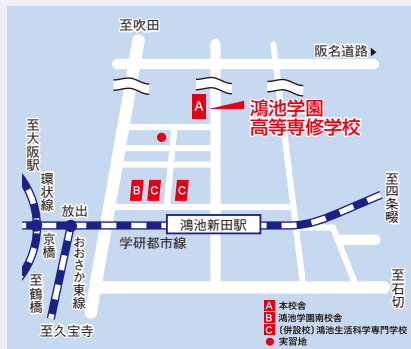 至吹田
阪名道路▶
A
鴻池学園
高等専修学校
至大阪駅
環状線
放出
B
C
C
至四条畷
鴻池新田駅
京橋
おおさか東線
学研都市線
至鶴橋
至石切
至久宝寺
A 本校舎
B 鴻池学園南校舎
C (併設校)鴻池生活科学専門学校
● 実習地